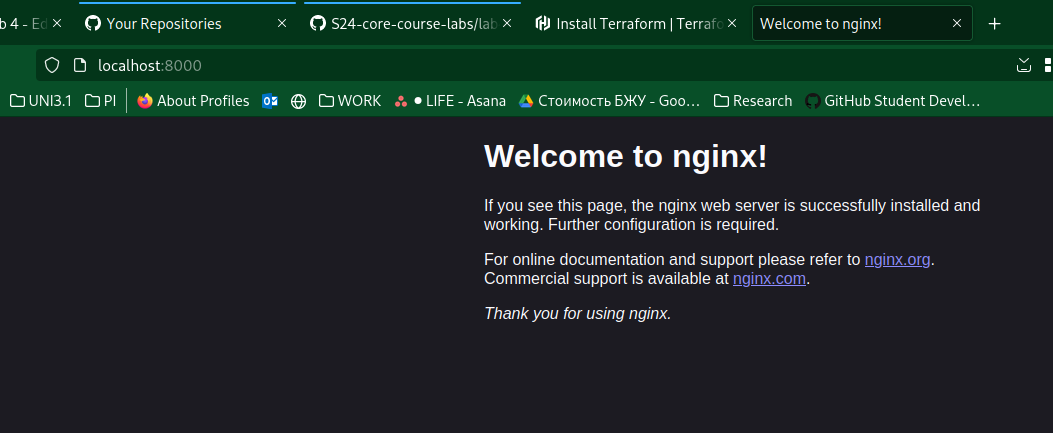 b 4 - Ed
Your Repositories
S24-core-course-labs/lab
Install Terraform | Terrafo
Welcome to nginx!
localhost:8000
UNI3.1
PI
About Profiles
WORK
LIFE - Asana
Стоимость БЖУ - Goo…
Research
GitHub Student Devel…
Welcome to nginx!
If you see this page, the nginx web server is successfully installed and
working. Further configuration is required.
For online documentation and support please refer to nginx.org.
Commercial support is available at nginx.com.
Thank you for using nginx.